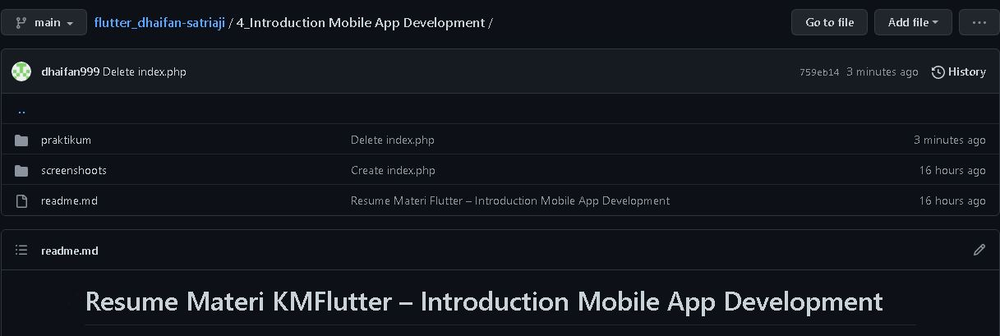 main flutter_dhaifan-satriaji / 4_Introduction Mobile App Development / Go to file Add file ...
dhaifan999 Delete index.php 759eb14 3 minutes ago History
..
praktikum Delete index.php 3 minutes ago
screenshoots Create index.php 16 hours ago
readme.md Resume Materi Flutter – Introduction Mobile App Development 16 hours ago
readme.md
Resume Materi KMFlutter – Introduction Mobile App Development